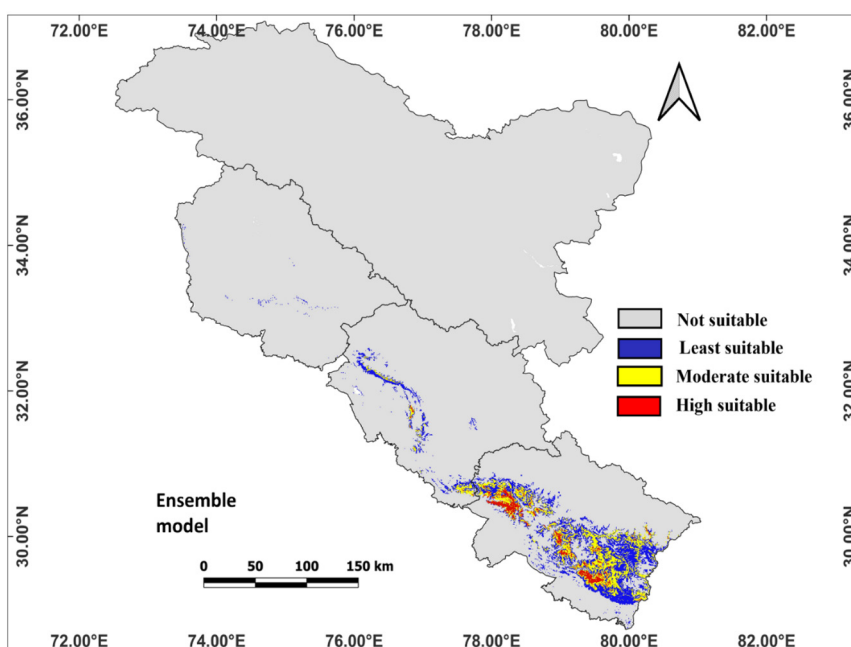 72.00°E 74.00°E 76.00°E 78.00°E 80.00°E 82.00°E
36.00°N 36.00°N
34.00°N 34.00°N
Not suitable
Least suitable
Moderate suitable
High suitable
32.00°N 32.00°N
Ensemble
model
30.00°N 30.00°N
0 50 100 150 km
72.00°E 74.00°E 76.00°E 78.00°E 80.00°E 82.00°E